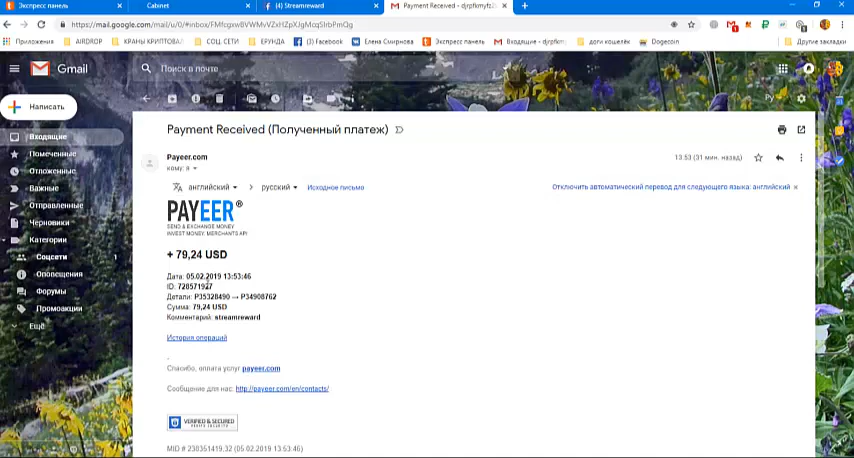 Экспресс панель
Cabinet
(4) Streamreward
Payment Received - djrpfkmyfz2
https://mail.google.com/mail/u/0/#inbox/
Приложения
AIRDROP
КРАНЫ КРИПТОВАЛ
СОЦ. СЕТИ
ЕРУНДА
(3) Facebook
Елена Смирнова
Экспресс панель
Входящие - djrpfkm
доги кошелёк
Dogecoin
Другие закладки
Gmail
Поиск в почте
Написать
Ру
Входящие
Помеченные
Отложенные
Важные
Отправленные
Черновики
Категории
Соцсети 1
Оповещения
Форумы
Промоакции
Ещё
Payment Received (Полученный платеж)
Payeer.com
13:53 (31 мин. назад)
кому: я
английский
русский
Исходное письмо
Отключить автоматический перевод для следующего языка: английский ×
PAYEER®
SEND & EXCHANGE MONEY
INVEST MONEY, MERCHANTS API
+ 79,24 USD
Дата: 05.02.2019 13:53:46
ID: 728571927
Детали: P35328490 → P34908762
Сумма: 79,24 USD
Комментарий: streamreward
История операций
-
Спасибо, оплата услуг payeer.com
Сообщение для нас: http://payeer.com/en/contacts/
VERIFIED & SECURED
MID # 238351419,32 (05.02.2019 13:53:46)